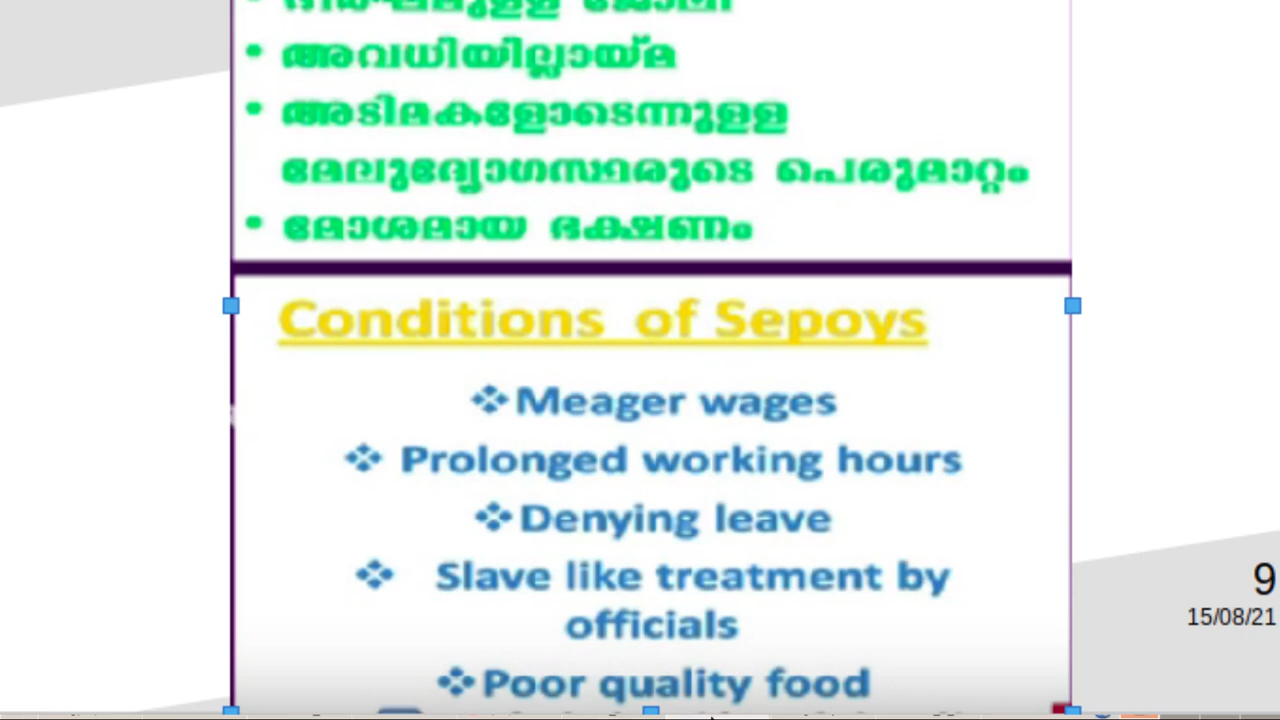 • അവധിയില്ലായ്മ
• അടിമകളോടെന്നുള്ള
മേലുദ്യോഗസ്ഥരുടെ പെരുമാറ്റം
• മോശമായ ഭക്ഷണം
Conditions of Sepoys
❖Meager wages
❖ Prolonged working hours
❖Denying leave
❖ Slave like treatment by
officials
❖Poor quality food
9
15/08/21